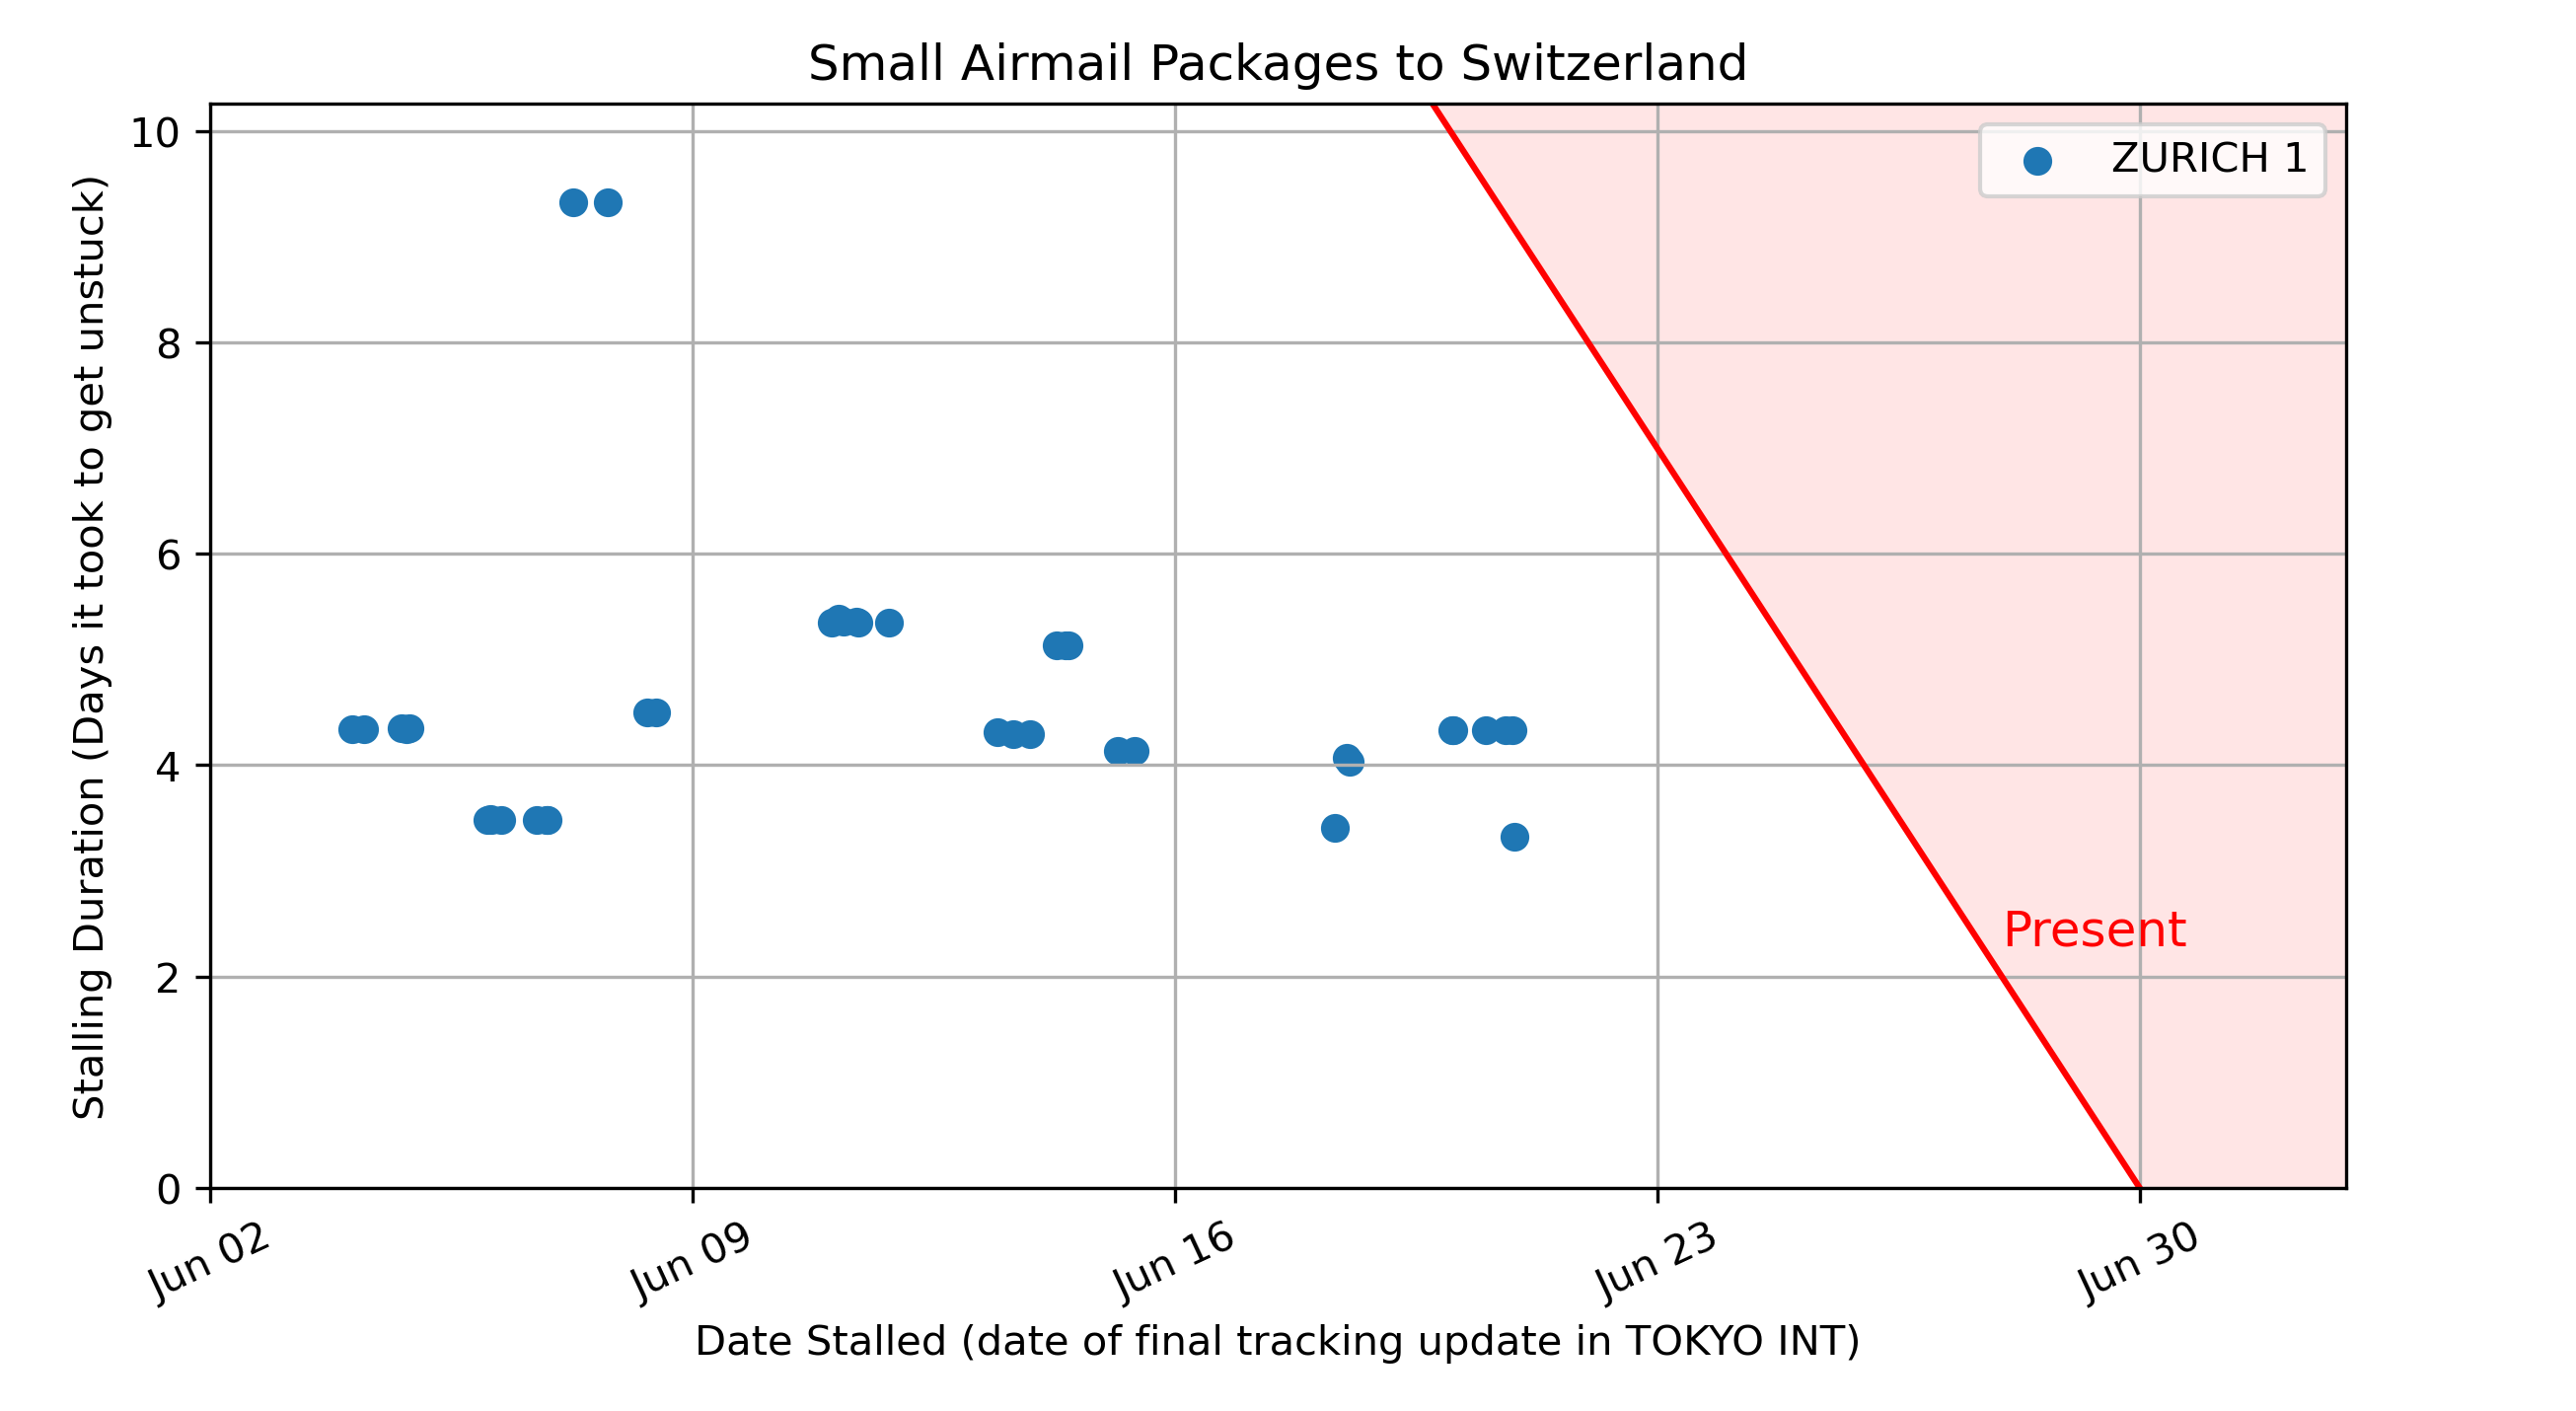 Small Airmail Packages to Switzerland
Stalling Duration (Days it took to get unstuck)
10
8
6
4
2
0
ZURICH 1
Present
Jun 02
Jun 09
Jun 16
Jun 23
Jun 30
Date Stalled (date of final tracking update in TOKYO INT)